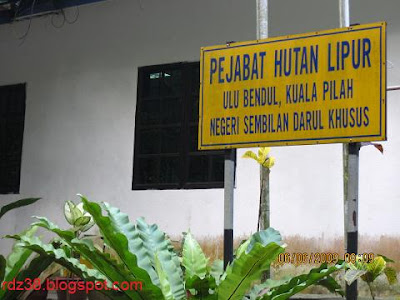 PEJABAT HUTAN LIPUR
ULU BENDUL, KUALA PILAH
NEGERI SEMBILAN DARUL KHUSUS
rdz38.blogspot.com